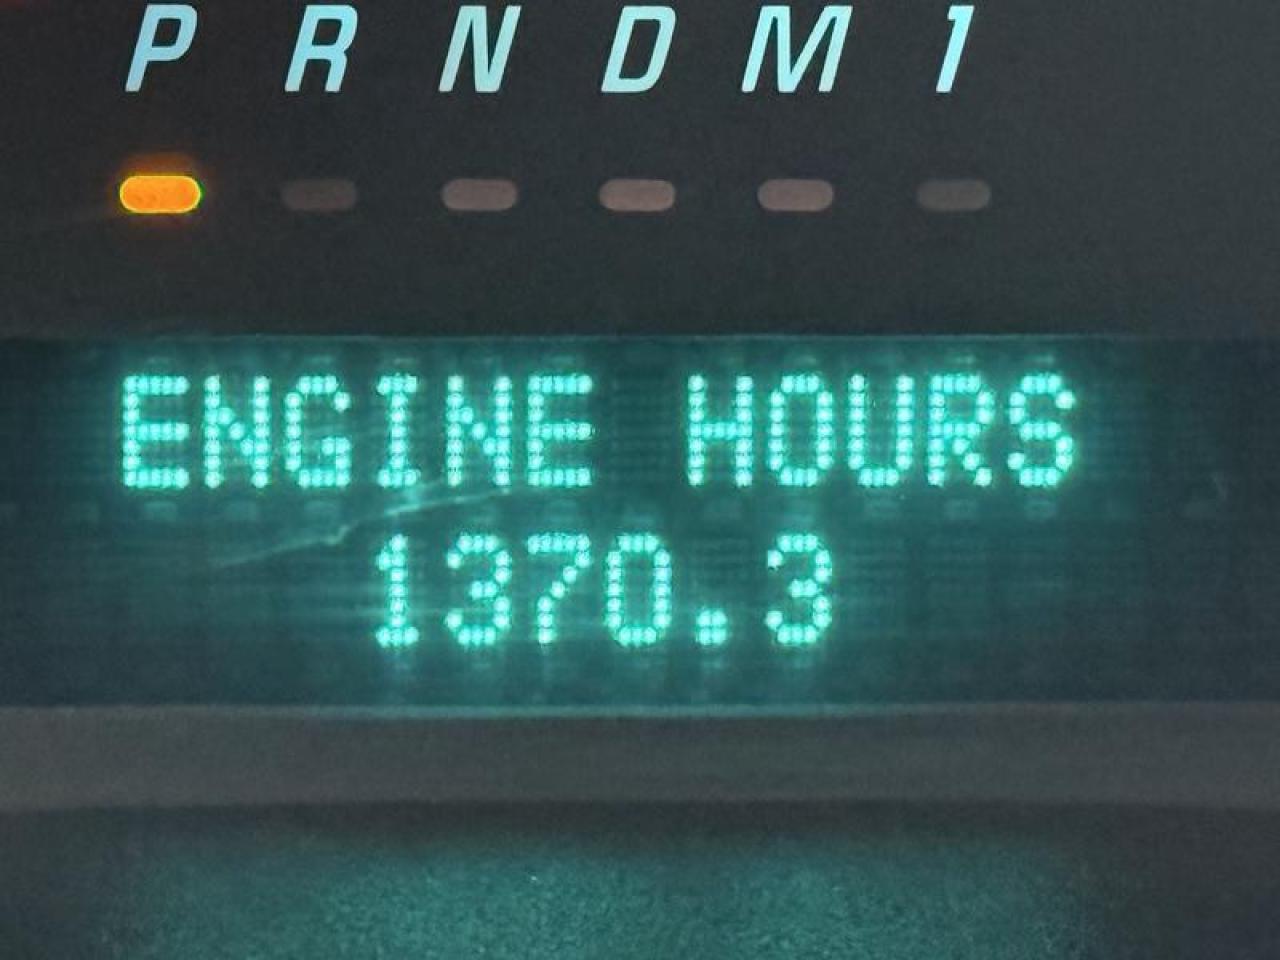 P R N D M 1
ENGINE HOURS
1370.3